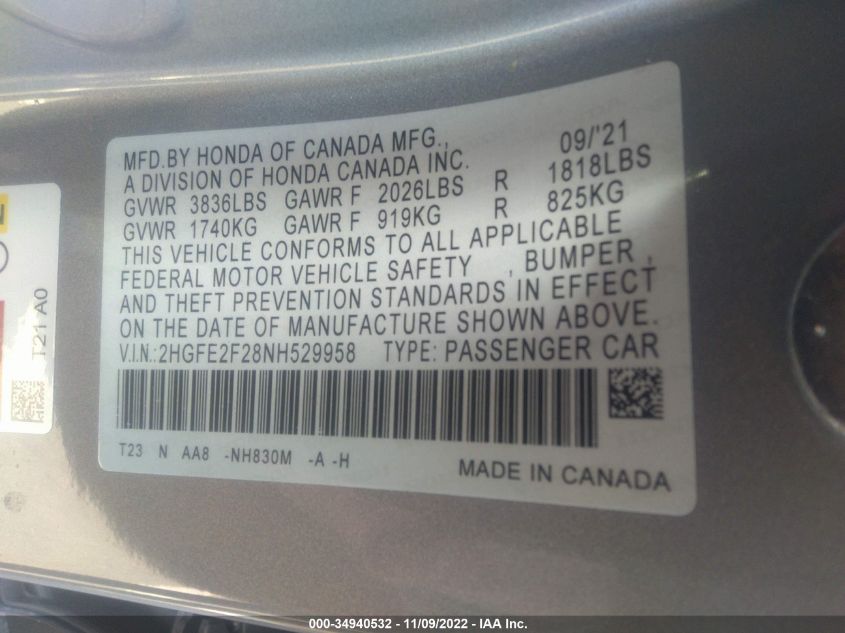 MFD.BY HONDA OF CANADA MFG., 09/'21
A DIVISION OF HONDA CANADA INC.
GVWR 3836LBS GAWR F 2026LBS R 1818LBS
GVWR 1740KG GAWR F 919KG R 825KG
THIS VEHICLE CONFORMS TO ALL APPLICABLE
FEDERAL MOTOR VEHICLE SAFETY , BUMPER ,
AND THEFT PREVENTION STANDARDS IN EFFECT
ON THE DATE OF MANUFACTURE SHOWN ABOVE.
V.I.N.: 2HGFE2F28NH529958 TYPE: PASSENGER CAR
T23 N AA8 -NH830M -A -H
MADE IN CANADA
T21 A0
000-34940532 - 11/09/2022 - IAA Inc.